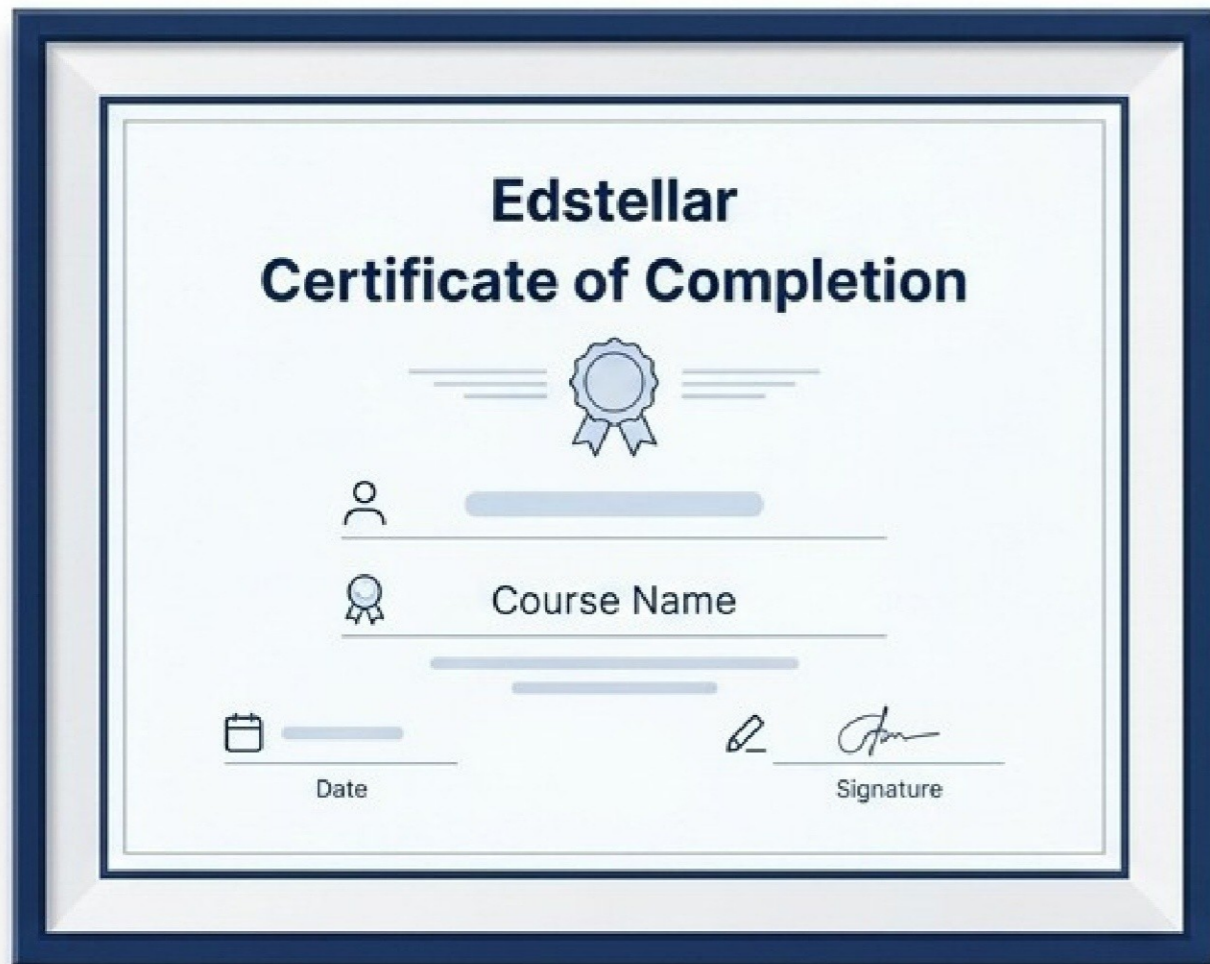 Edstellar
Certificate of Completion
Course Name
Date
Signature